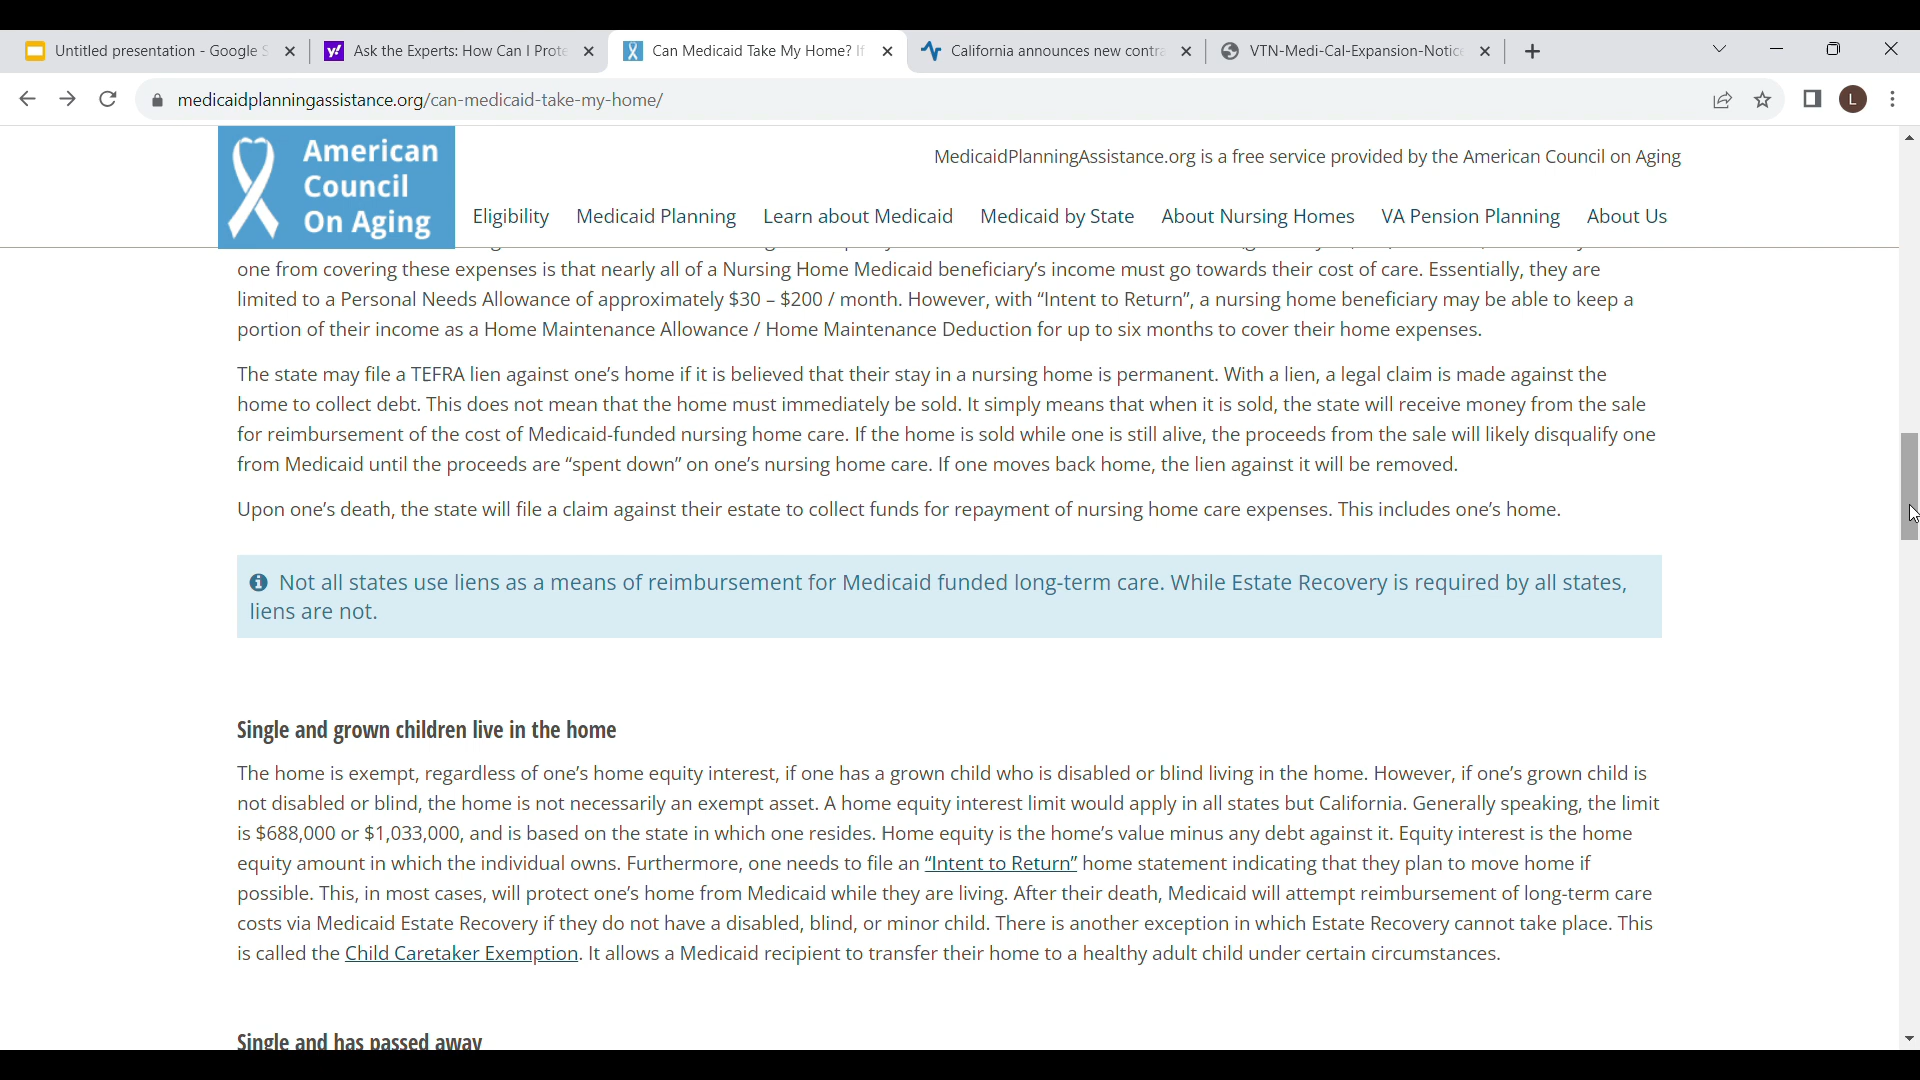 Untitled presentation - Google S
Ask the Experts: How Can I Prote
Can Medicaid Take My Home? If
California announces new contra
VTN-Medi-Cal-Expansion-Notice
medicaidplanningassistance.org/can-medicaid-take-my-home/
L
American
Council
On Aging
MedicaidPlanningAssistance.org is a free service provided by the American Council on Aging
Eligibility Medicaid Planning Learn about Medicaid Medicaid by State About Nursing Homes VA Pension Planning About Us
one from covering these expenses is that nearly all of a Nursing Home Medicaid beneficiary’s income must go towards their cost of care. Essentially, they are
limited to a Personal Needs Allowance of approximately $30 – $200 / month. However, with “Intent to Return”, a nursing home beneficiary may be able to keep a
portion of their income as a Home Maintenance Allowance / Home Maintenance Deduction for up to six months to cover their home expenses.
The state may file a TEFRA lien against one’s home if it is believed that their stay in a nursing home is permanent. With a lien, a legal claim is made against the
home to collect debt. This does not mean that the home must immediately be sold. It simply means that when it is sold, the state will receive money from the sale
for reimbursement of the cost of Medicaid-funded nursing home care. If the home is sold while one is still alive, the proceeds from the sale will likely disqualify one
from Medicaid until the proceeds are “spent down” on one’s nursing home care. If one moves back home, the lien against it will be removed.
Upon one’s death, the state will file a claim against their estate to collect funds for repayment of nursing home care expenses. This includes one’s home.
Not all states use liens as a means of reimbursement for Medicaid funded long-term care. While Estate Recovery is required by all states,
liens are not.
Single and grown children live in the home
The home is exempt, regardless of one’s home equity interest, if one has a grown child who is disabled or blind living in the home. However, if one’s grown child is
not disabled or blind, the home is not necessarily an exempt asset. A home equity interest limit would apply in all states but California. Generally speaking, the limit
is $688,000 or $1,033,000, and is based on the state in which one resides. Home equity is the home’s value minus any debt against it. Equity interest is the home
equity amount in which the individual owns. Furthermore, one needs to file an “Intent to Return” home statement indicating that they plan to move home if
possible. This, in most cases, will protect one’s home from Medicaid while they are living. After their death, Medicaid will attempt reimbursement of long-term care
costs via Medicaid Estate Recovery if they do not have a disabled, blind, or minor child. There is another exception in which Estate Recovery cannot take place. This
is called the Child Caretaker Exemption. It allows a Medicaid recipient to transfer their home to a healthy adult child under certain circumstances.
Single and has passed away